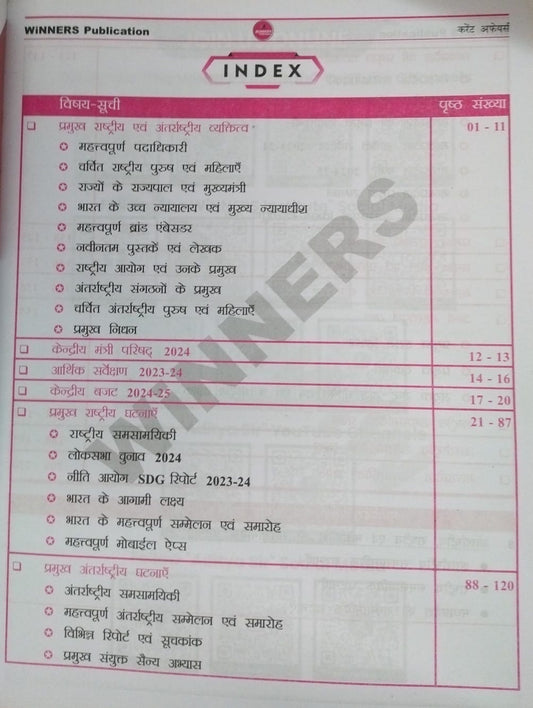 WiNNERS Publication करेंट अफेयर्स
INDEX
विषय-सूची पृष्ठ संख्या
❑ प्रमुख राष्ट्रीय एवं अंतर्राष्ट्रीय व्यक्तित्व 01 - 11
✪ महत्त्वपूर्ण पदाधिकारी
✪ चर्चित राष्ट्रीय पुरुष एवं महिलाएँ
✪ राज्यों के राज्यपाल एवं मुख्यमंत्री
✪ भारत के उच्च न्यायालय एवं मुख्य न्यायाधीश
✪ महत्त्वपूर्ण ब्रांड एंबेसडर
✪ नवीनतम पुस्तकें एवं लेखक
✪ राष्ट्रीय आयोग एवं उनके प्रमुख
✪ अंतर्राष्ट्रीय संगठनों के प्रमुख
✪ चर्चित अंतर्राष्ट्रीय पुरुष एवं महिलाएँ
✪ प्रमुख निधन
❑ केन्द्रीय मंत्री परिषद् 2024 12 - 13
❑ आर्थिक सर्वेक्षण 2023-24 14 - 16
❑ केन्द्रीय बजट 2024-25 17 - 20
❑ प्रमुख राष्ट्रीय घटनाएँ 21 - 87
✪ राष्ट्रीय समसामयिकी
✪ लोकसभा चुनाव 2024
✪ नीति आयोग SDG रिपोर्ट 2023-24
✪ भारत के आगामी लक्ष्य
✪ भारत के महत्त्वपूर्ण सम्मेलन एवं समारोह
✪ महत्त्वपूर्ण मोबाईल ऐप्स
❑ प्रमुख अंतर्राष्ट्रीय घटनाएँ 88 - 120
✪ अंतर्राष्ट्रीय समसामयिकी
✪ महत्त्वपूर्ण अंतर्राष्ट्रीय सम्मेलन एवं समारोह
✪ विभिन्न रिपोर्ट एवं सूचकांक
✪ प्रमुख संयुक्त सैन्य अभ्यास
WINNERS